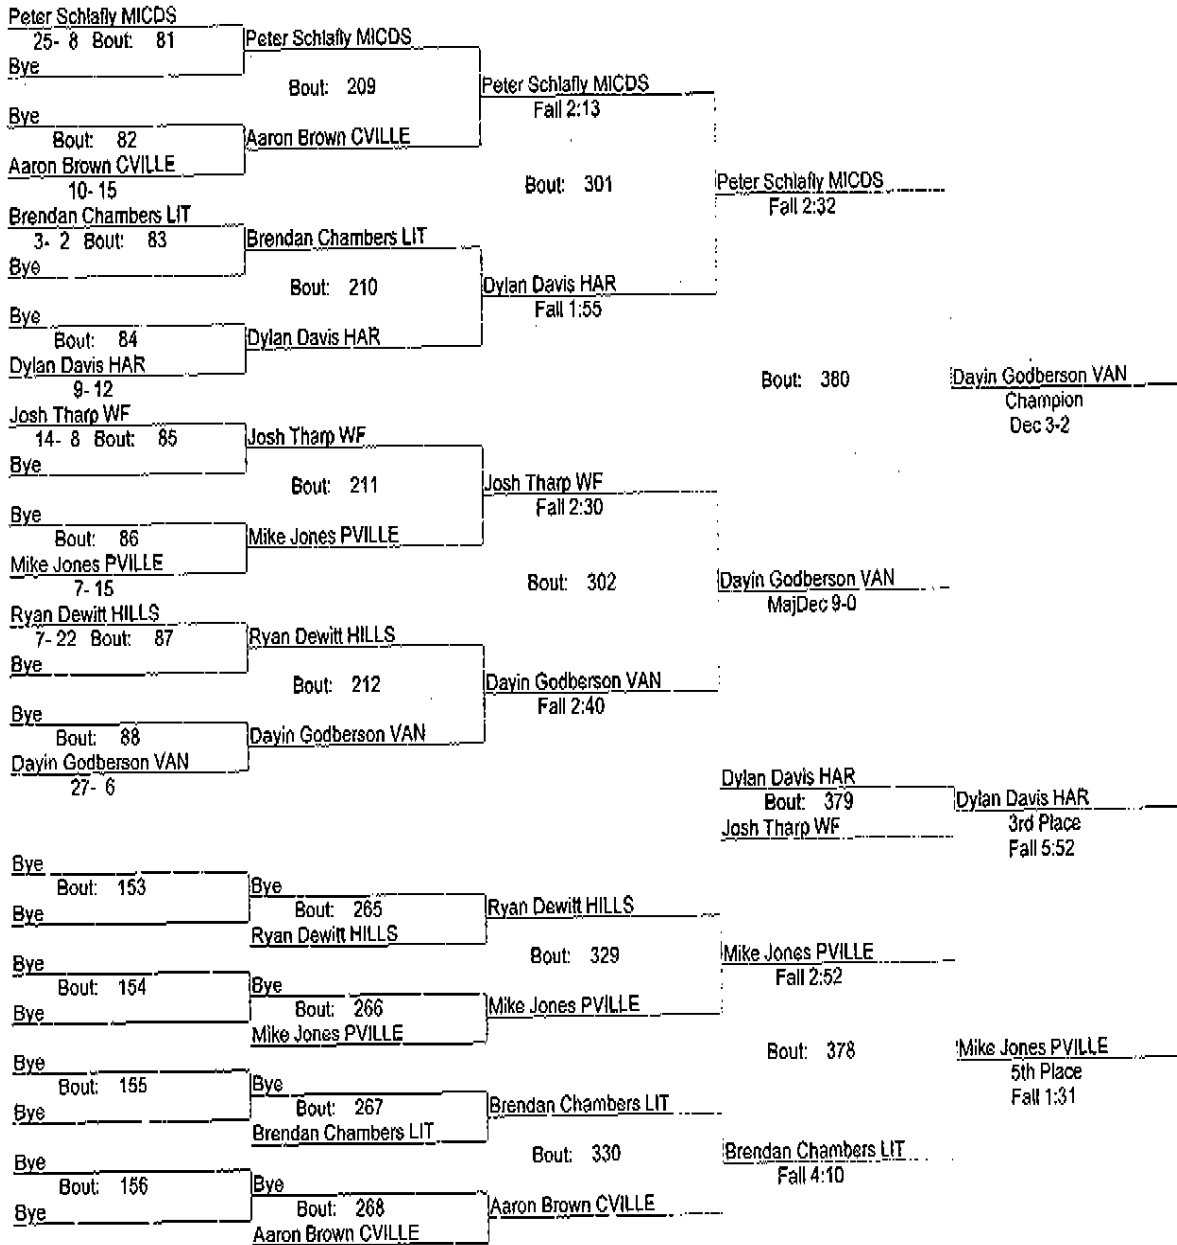 Peter Schlafly MICDS
25- 8 Bout: 81
Bye
Peter Schlafly MICDS
Bout: 209
Bye
Bout: 82
Aaron Brown CVILLE
10- 15
Aaron Brown CVILLE
Peter Schlafly MICDS
Fall 2:13
Bout: 301
Brendan Chambers LIT
3- 2 Bout: 83
Bye
Brendan Chambers LIT
Bout: 210
Bye
Bout: 84
Dylan Davis HAR
9- 12
Dylan Davis HAR
Dylan Davis HAR
Fall 1:55
Peter Schlafly MICDS
Fall 2:32
Bout: 380
Dayin Godberson VAN
Champion
Dec 3-2
Josh Tharp WF
14- 8 Bout: 85
Bye
Josh Tharp WF
Bout: 211
Bye
Bout: 86
Mike Jones PVILLE
7- 15
Mike Jones PVILLE
Josh Tharp WF
Fall 2:30
Bout: 302
Dayin Godberson VAN
MajDec 9-0
Ryan Dewitt HILLS
7- 22 Bout: 87
Bye
Ryan Dewitt HILLS
Bout: 212
Bye
Bout: 88
Dayin Godberson VAN
27- 6
Dayin Godberson VAN
Dayin Godberson VAN
Fall 2:40
Dylan Davis HAR
Bout: 379
Josh Tharp WF
Dylan Davis HAR
3rd Place
Fall 5:52
Bye
Bout: 153
Bye
Bye
Bout: 265
Ryan Dewitt HILLS
Ryan Dewitt HILLS
Bout: 329
Bye
Bout: 154
Bye
Bye
Bout: 266
Mike Jones PVILLE
Mike Jones PVILLE
Mike Jones PVILLE
Fall 2:52
Bout: 378
Mike Jones PVILLE
5th Place
Fall 1:31
Bye
Bout: 155
Bye
Bye
Bout: 267
Brendan Chambers LIT
Brendan Chambers LIT
Bout: 330
Brendan Chambers LIT
Fall 4:10
Bye
Bout: 156
Bye
Bye
Bout: 268
Aaron Brown CVILLE
Aaron Brown CVILLE